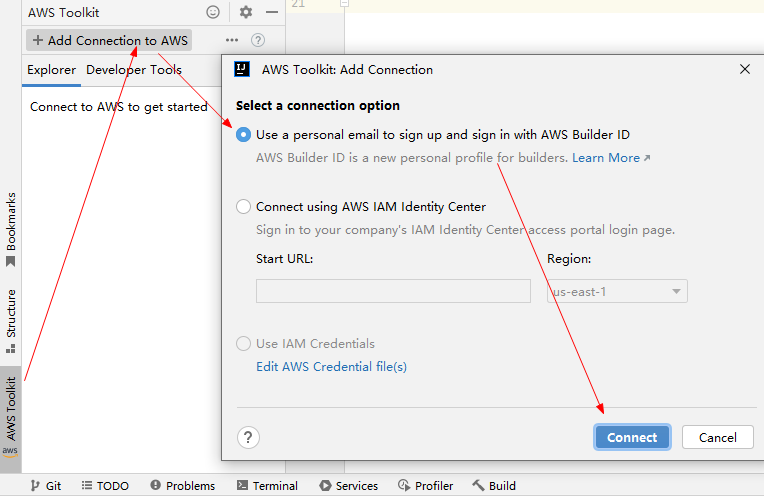 AWS Toolkit
21
+ Add Connection to AWS
Explorer Developer Tools
Connect to AWS to get started
IJ AWS Toolkit: Add Connection
Select a connection option
Use a personal email to sign up and sign in with AWS Builder ID
AWS Builder ID is a new personal profile for builders. Learn More
Connect using AWS IAM Identity Center
Sign in to your company's IAM Identity Center access portal login page.
Start URL: Region:
us-east-1
Use IAM Credentials
Edit AWS Credential file(s)
? Connect Cancel
Bookmarks
Structure
AWS Toolkit
aws
Git TODO Problems Terminal Services Profiler Build